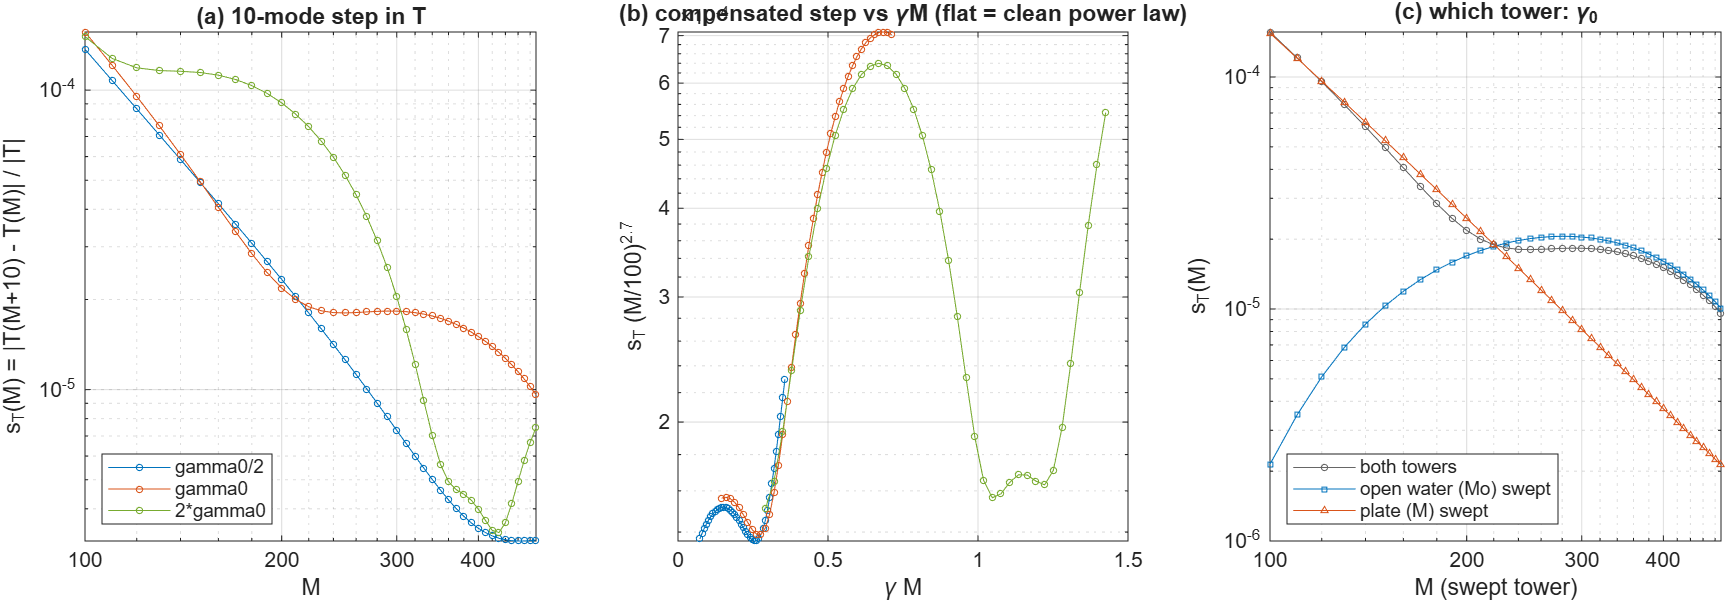 (a) 10-mode step in T
s_T(M) = |T(M+10) - T(M)| / |T|
10^-4
10^-5
100
200
300
400
M
gamma0/2
gamma0
2*gamma0
(b) compensated step vs γM (flat = clean power law)
s_T (M/100)^2.7
7
6
5
4
3
2
0
0.5
1
1.5
γ M
(c) which tower: γ_0
s_T(M)
10^-4
10^-5
10^-6
100
200
300
400
M (swept tower)
both towers
open water (Mo) swept
plate (M) swept